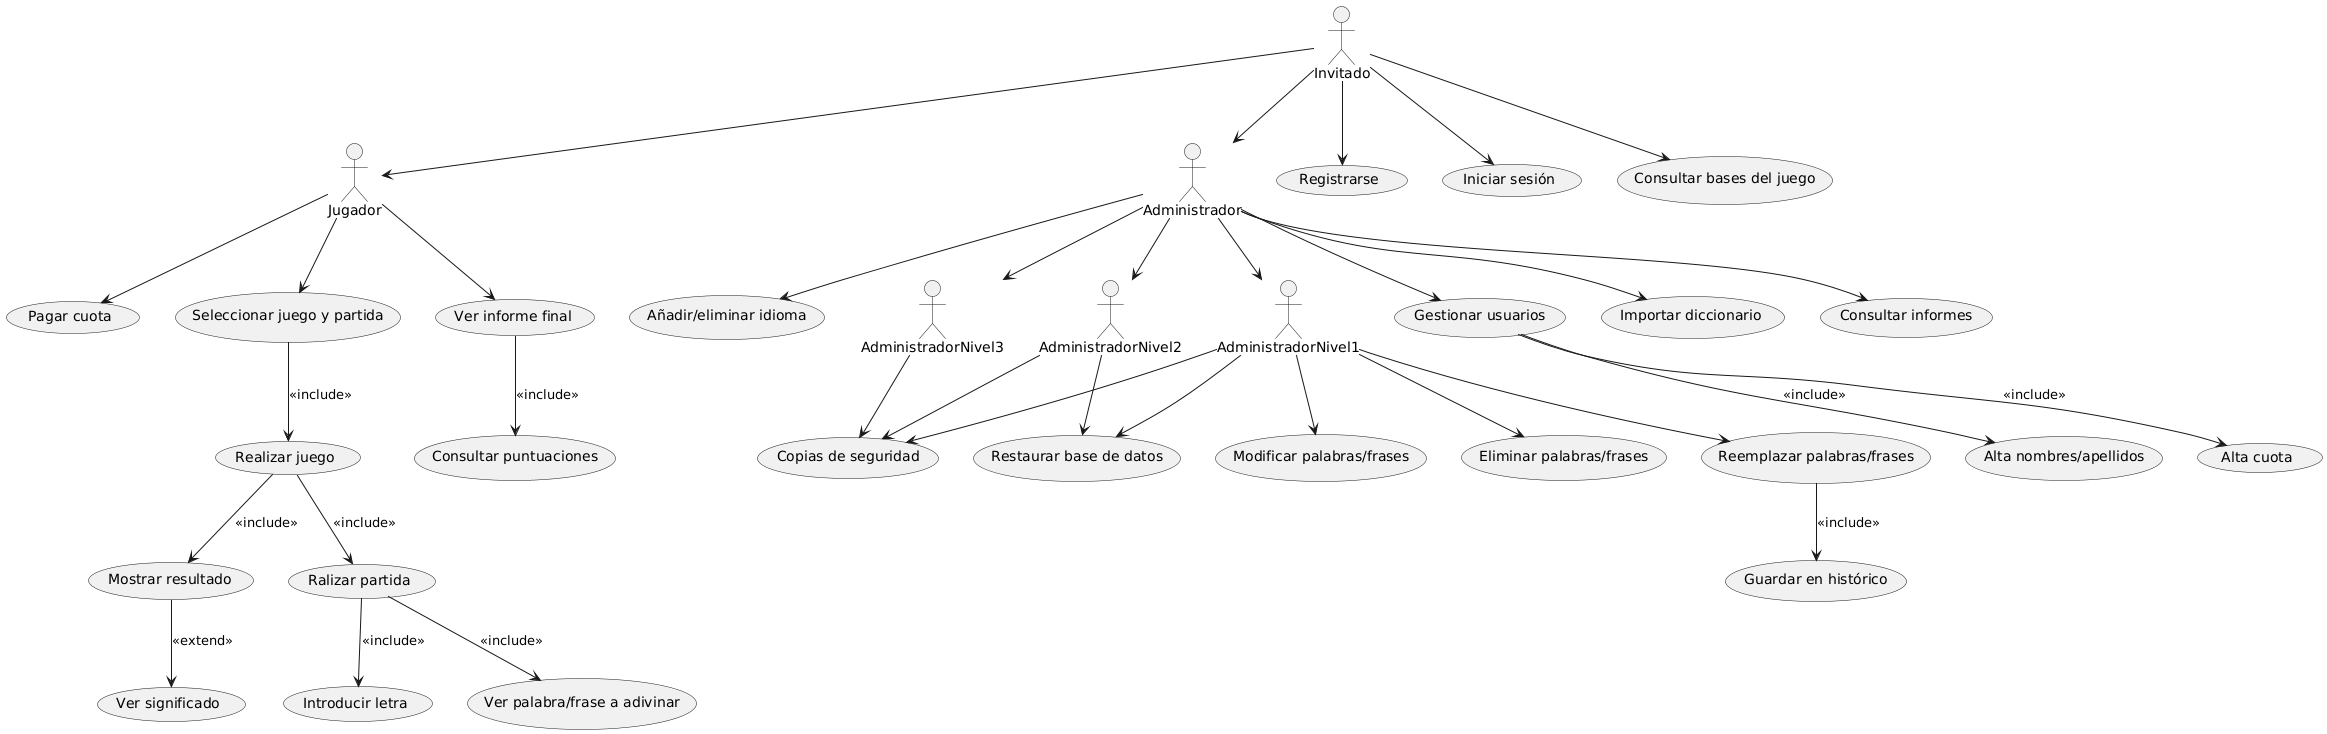 Invitado
Jugador
Administrador
Registrarse
Iniciar sesión
Consultar bases del juego
Pagar cuota
Seleccionar juego y partida
Ver informe final
Añadir/eliminar idioma
AdministradorNivel3
AdministradorNivel2
AdministradorNivel1
Gestionar usuarios
Importar diccionario
Consultar informes
«include»
«include»
«include»
«include»
Realizar juego
Consultar puntuaciones
Copias de seguridad
Restaurar base de datos
Modificar palabras/frases
Eliminar palabras/frases
Reemplazar palabras/frases
Alta nombres/apellidos
Alta cuota
«include»
«include»
«include»
Mostrar resultado
Ralizar partida
Guardar en histórico
«extend»
«include»
«include»
Ver significado
Introducir letra
Ver palabra/frase a adivinar